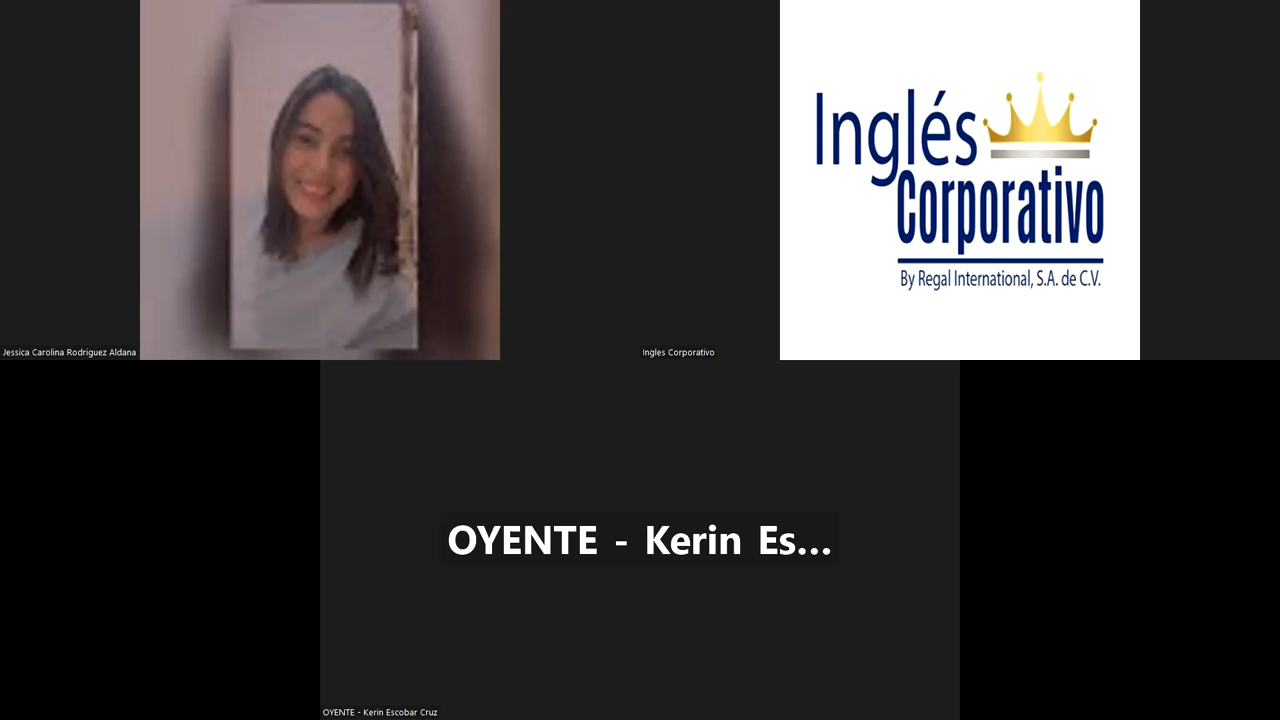 Inglés
Corporativo
By Regal International, S.A. de C.V.
Jessica Carolina Rodriguez Aldana
Ingles Corporativo
OYENTE - Kerin Es...
OYENTE - Kerin Escobar Cruz